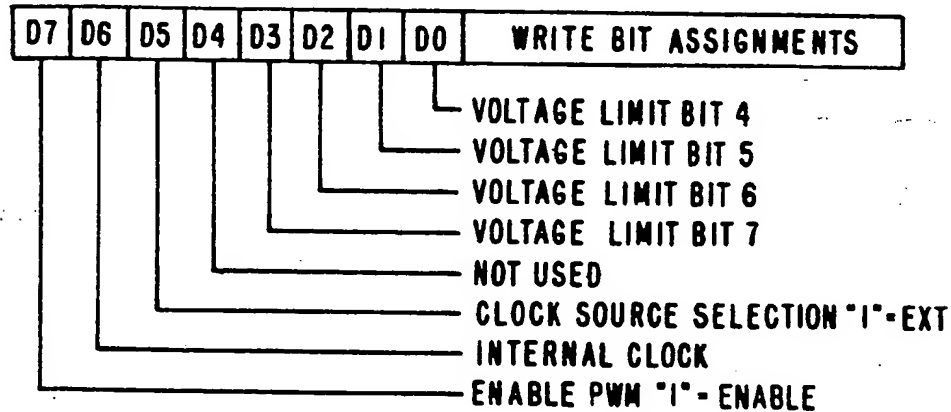 D7 D6 D5 D4 D3 D2 D1 D0 WRITE BIT ASSIGNMENTS
VOLTAGE LIMIT BIT 4
VOLTAGE LIMIT BIT 5
VOLTAGE LIMIT BIT 6
VOLTAGE LIMIT BIT 7
NOT USED
CLOCK SOURCE SELECTION "1"=EXT
INTERNAL CLOCK
ENABLE PWM "1"-ENABLE